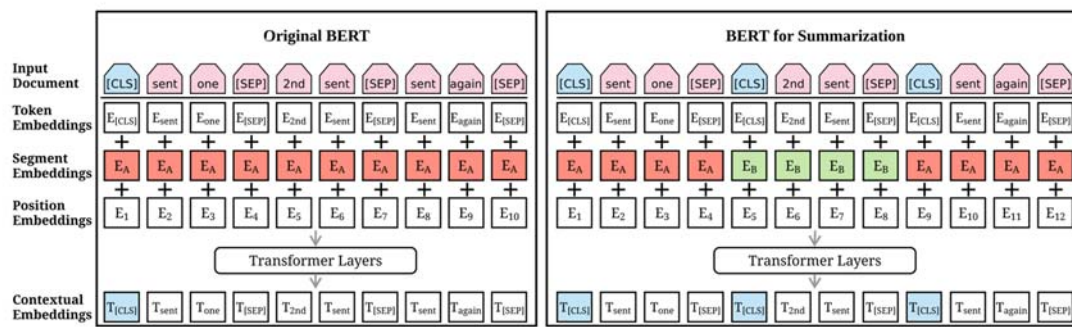 Original BERT
BERT for Summarization
Input Document [CLS] sent one [SEP] 2nd sent [SEP] sent again [SEP] [CLS] sent one [SEP] [CLS] 2nd sent [SEP] [CLS] sent again [SEP]
Token Embeddings E[CLS] Esent Eone E[SEP] E2nd Esent E[SEP] Esent Eagain E[SEP] E[CLS] Esent Eone E[SEP] E[CLS] E2nd Esent E[SEP] E[CLS] Esent Eagain E[SEP]
+ + + + + + + + + + + + + + + + + + + + + +
Segment Embeddings EA EA EA EA EA EA EA EA EA EA EA EA EA EA EB EB EB EB EA EA EA EA
+ + + + + + + + + + + + + + + + + + + + + +
Position Embeddings E1 E2 E3 E4 E5 E6 E7 E8 E9 E10 E1 E2 E3 E4 E5 E6 E7 E8 E9 E10 E11 E12
Transformer Layers
Transformer Layers
Contextual Embeddings T[CLS] Tsent Tone T[SEP] T2nd Tsent T[SEP] Tsent Tagain T[SEP] T[CLS] Tsent Tone T[SEP] T[CLS] T2nd Tsent T[SEP] T[CLS] Tsent Tagain T[SEP]